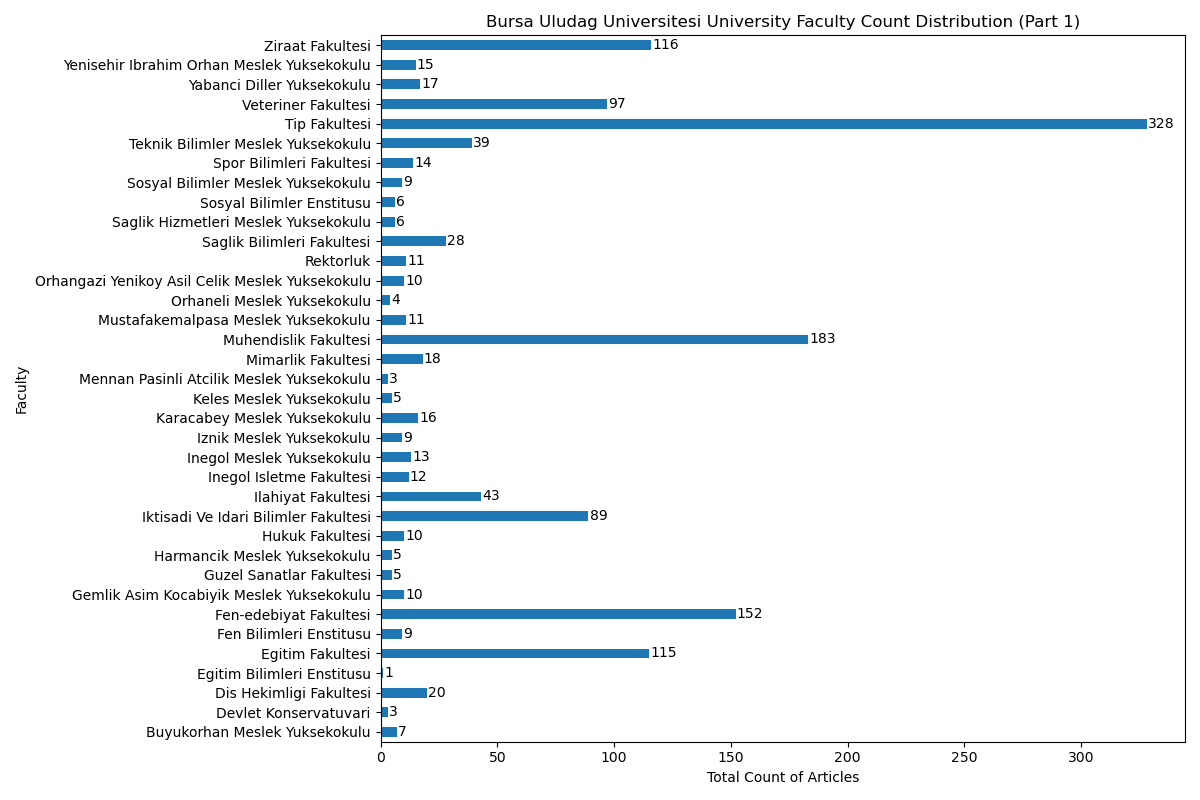 Bursa Uludag Universitesi University Faculty Count Distribution (Part 1)
Ziraat Fakultesi 116
Yenisehir Ibrahim Orhan Meslek Yuksekokulu 15
Yabanci Diller Yuksekokulu 17
Veteriner Fakultesi 97
Tip Fakultesi 328
Teknik Bilimler Meslek Yuksekokulu 39
Spor Bilimleri Fakultesi 14
Sosyal Bilimler Meslek Yuksekokulu 9
Sosyal Bilimler Enstitusu 6
Saglik Hizmetleri Meslek Yuksekokulu 6
Saglik Bilimleri Fakultesi 28
Rektorluk 11
Orhangazi Yenikoy Asil Celik Meslek Yuksekokulu 10
Orhaneli Meslek Yuksekokulu 4
Mustafakemalpasa Meslek Yuksekokulu 11
Muhendislik Fakultesi 183
Mimarlik Fakultesi 18
Mennan Pasinli Atcilik Meslek Yuksekokulu 3
Keles Meslek Yuksekokulu 5
Karacabey Meslek Yuksekokulu 16
Iznik Meslek Yuksekokulu 9
Inegol Meslek Yuksekokulu 13
Inegol Isletme Fakultesi 12
Ilahiyat Fakultesi 43
Iktisadi Ve Idari Bilimler Fakultesi 89
Hukuk Fakultesi 10
Harmancik Meslek Yuksekokulu 5
Guzel Sanatlar Fakultesi 5
Gemlik Asim Kocabiyik Meslek Yuksekokulu 10
Fen-edebiyat Fakultesi 152
Fen Bilimleri Enstitusu 9
Egitim Fakultesi 115
Egitim Bilimleri Enstitusu 1
Dis Hekimligi Fakultesi 20
Devlet Konservatuvari 3
Buyukorhan Meslek Yuksekokulu 7
Faculty
0 50 100 150 200 250 300
Total Count of Articles